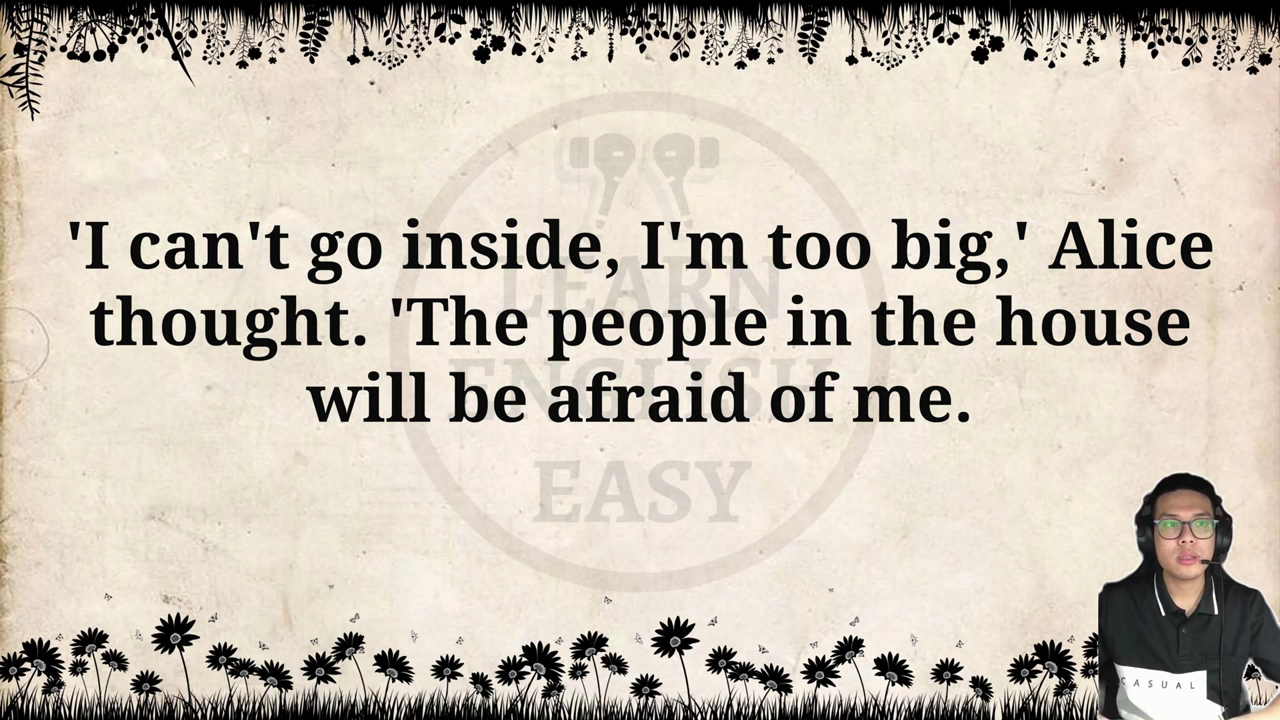 'I can't go inside, I'm too big,' Alice
thought. 'The people in the house
will be afraid of me.
LEARN
ENGLISH
EASY
CASUAL